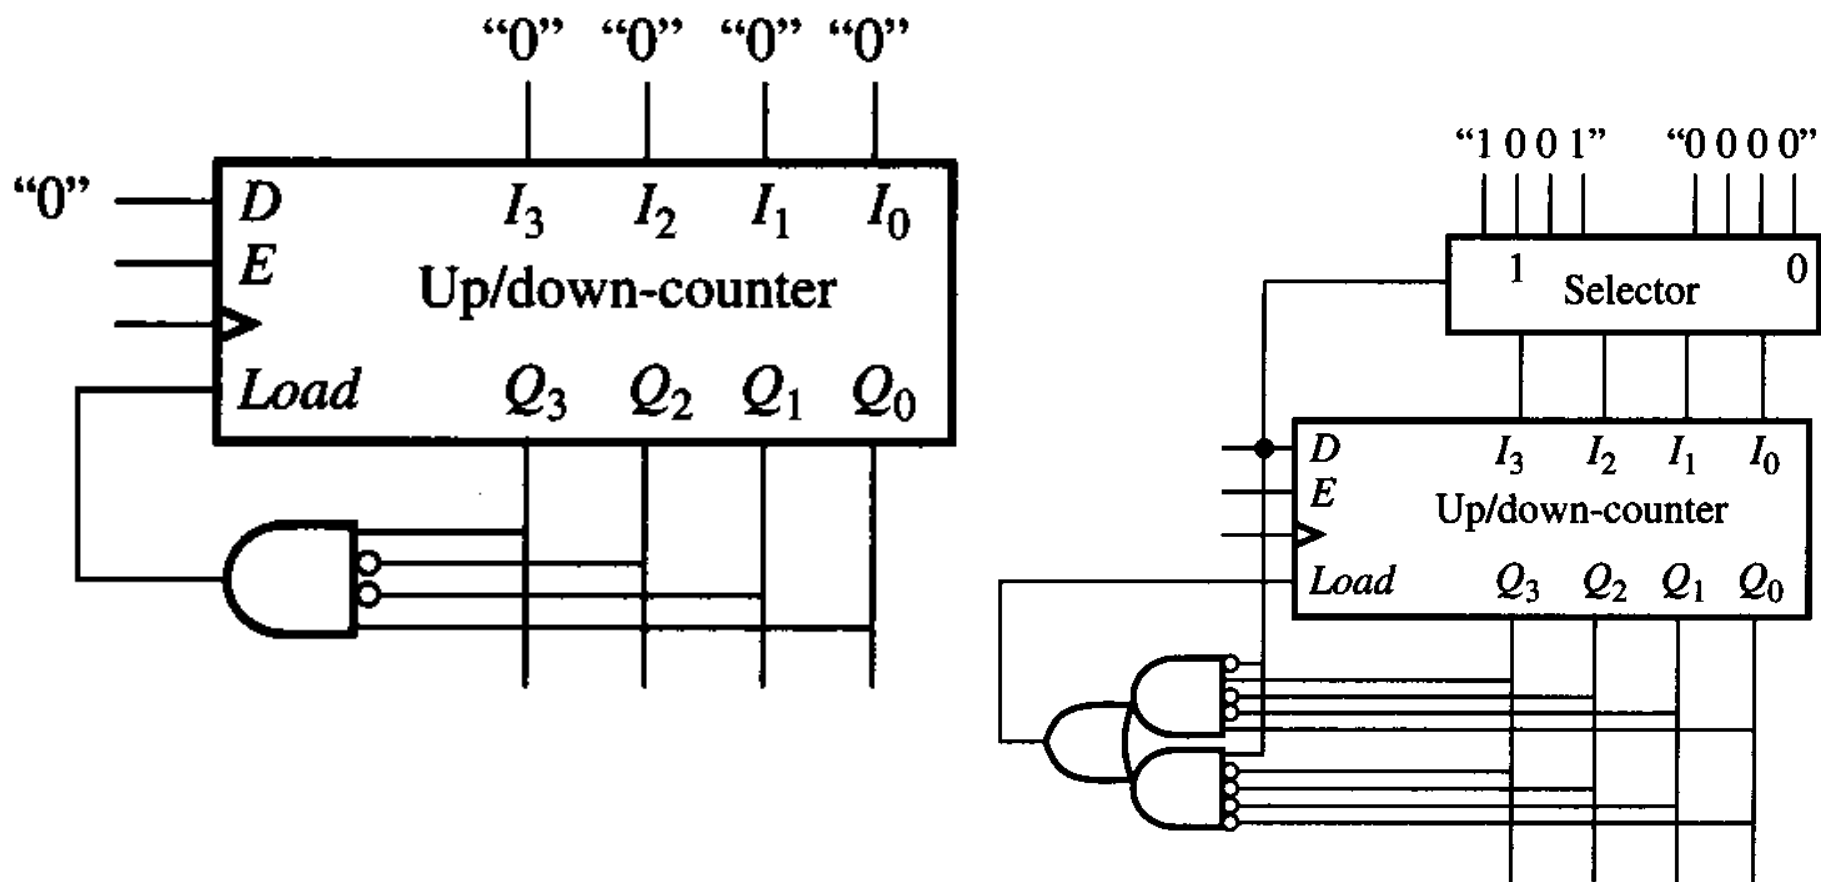 “0” “0” “0” “0”
“0” D I3 I2 I1 I0
E
Up/down-counter
Load Q3 Q2 Q1 Q0
“1 0 0 1” “0 0 0 0”
1 Selector 0
D I3 I2 I1 I0
E
Up/down-counter
Load Q3 Q2 Q1 Q0